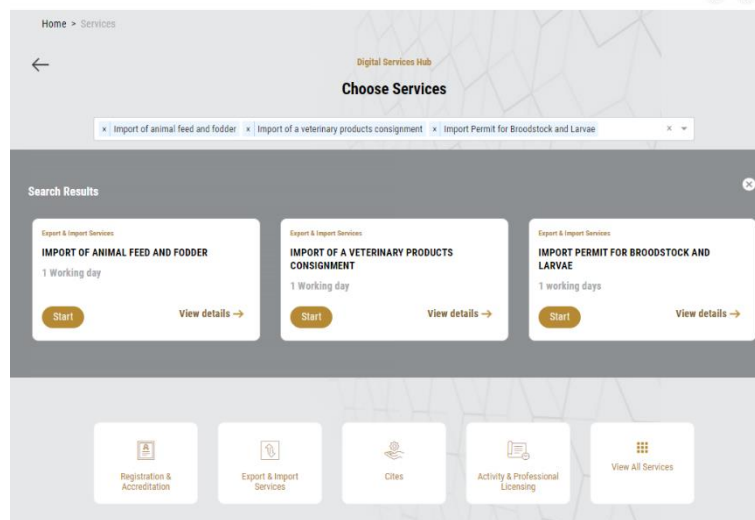 Home > Services
Digital Services Hub
Choose Services
× Import of animal feed and fodder × Import of a veterinary products consignment × Import Permit for Broodstock and Larvae ×
Search Results
Export & Import Services
IMPORT OF ANIMAL FEED AND FODDER
1 Working day
Start
View details →
Export & Import Services
IMPORT OF A VETERINARY PRODUCTS
CONSIGNMENT
1 Working day
Start
View details →
Export & Import Services
IMPORT PERMIT FOR BROODSTOCK AND
LARVAE
1 working days
Start
View details →
Registration &
Accreditation
Export & Import
Services
Cites
Activity & Professional
Licensing
View All Services